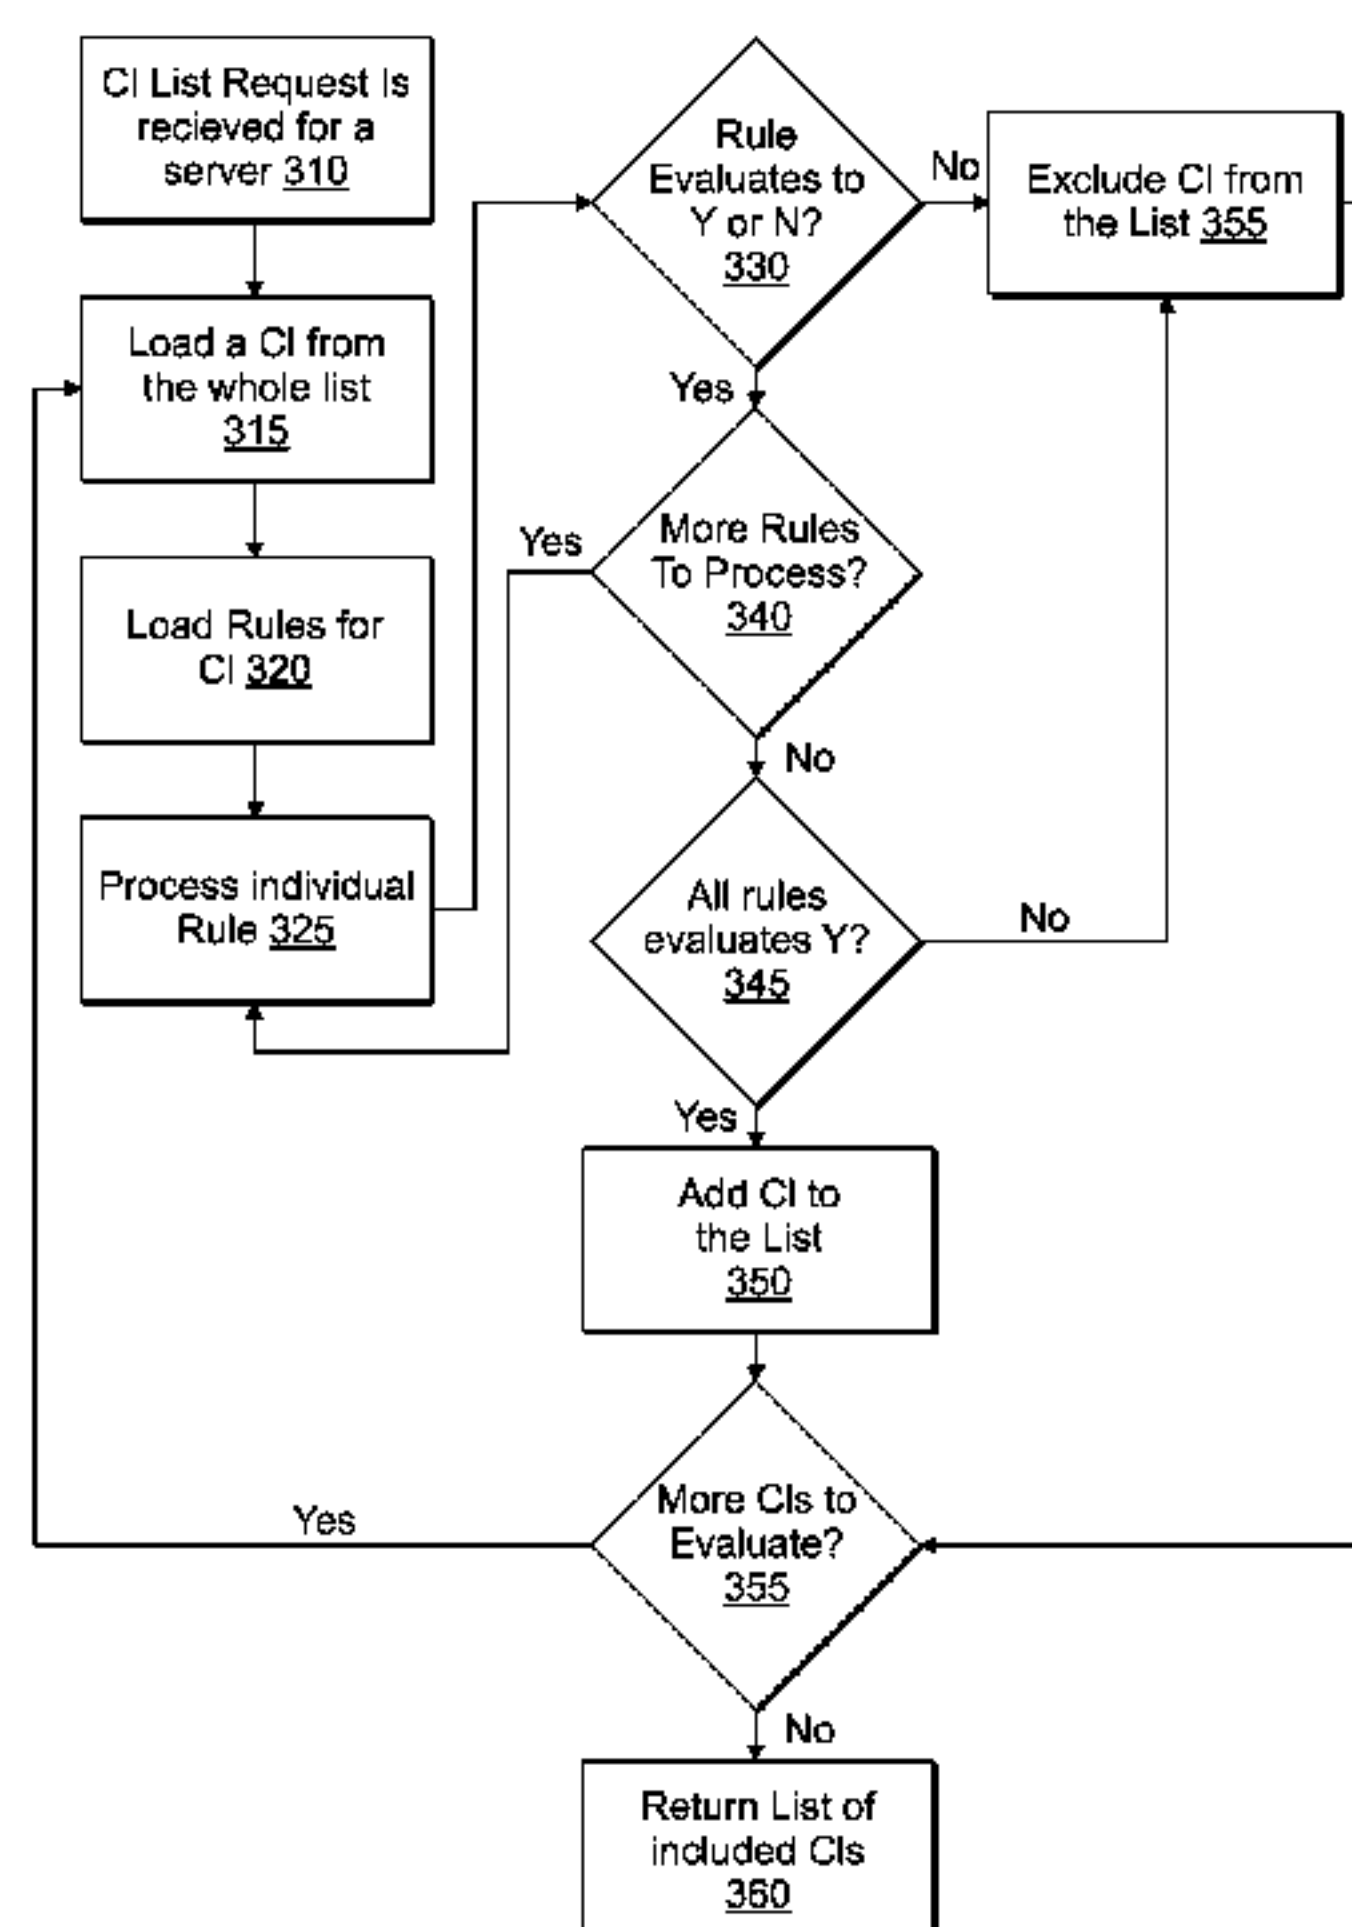 CI List Request Is
recieved for a
server 310
Load a CI from
the whole list
315
Load Rules for
CI 320
Process individual
Rule 325
Rule
Evaluates to
Y or N?
330
No
Exclude CI from
the List 355
Yes
More Rules
To Process?
340
Yes
No
All rules
evaluates Y?
345
No
Yes
Add CI to
the List
350
More CIs to
Evaluate?
355
Yes
No
Return List of
included CIs
360